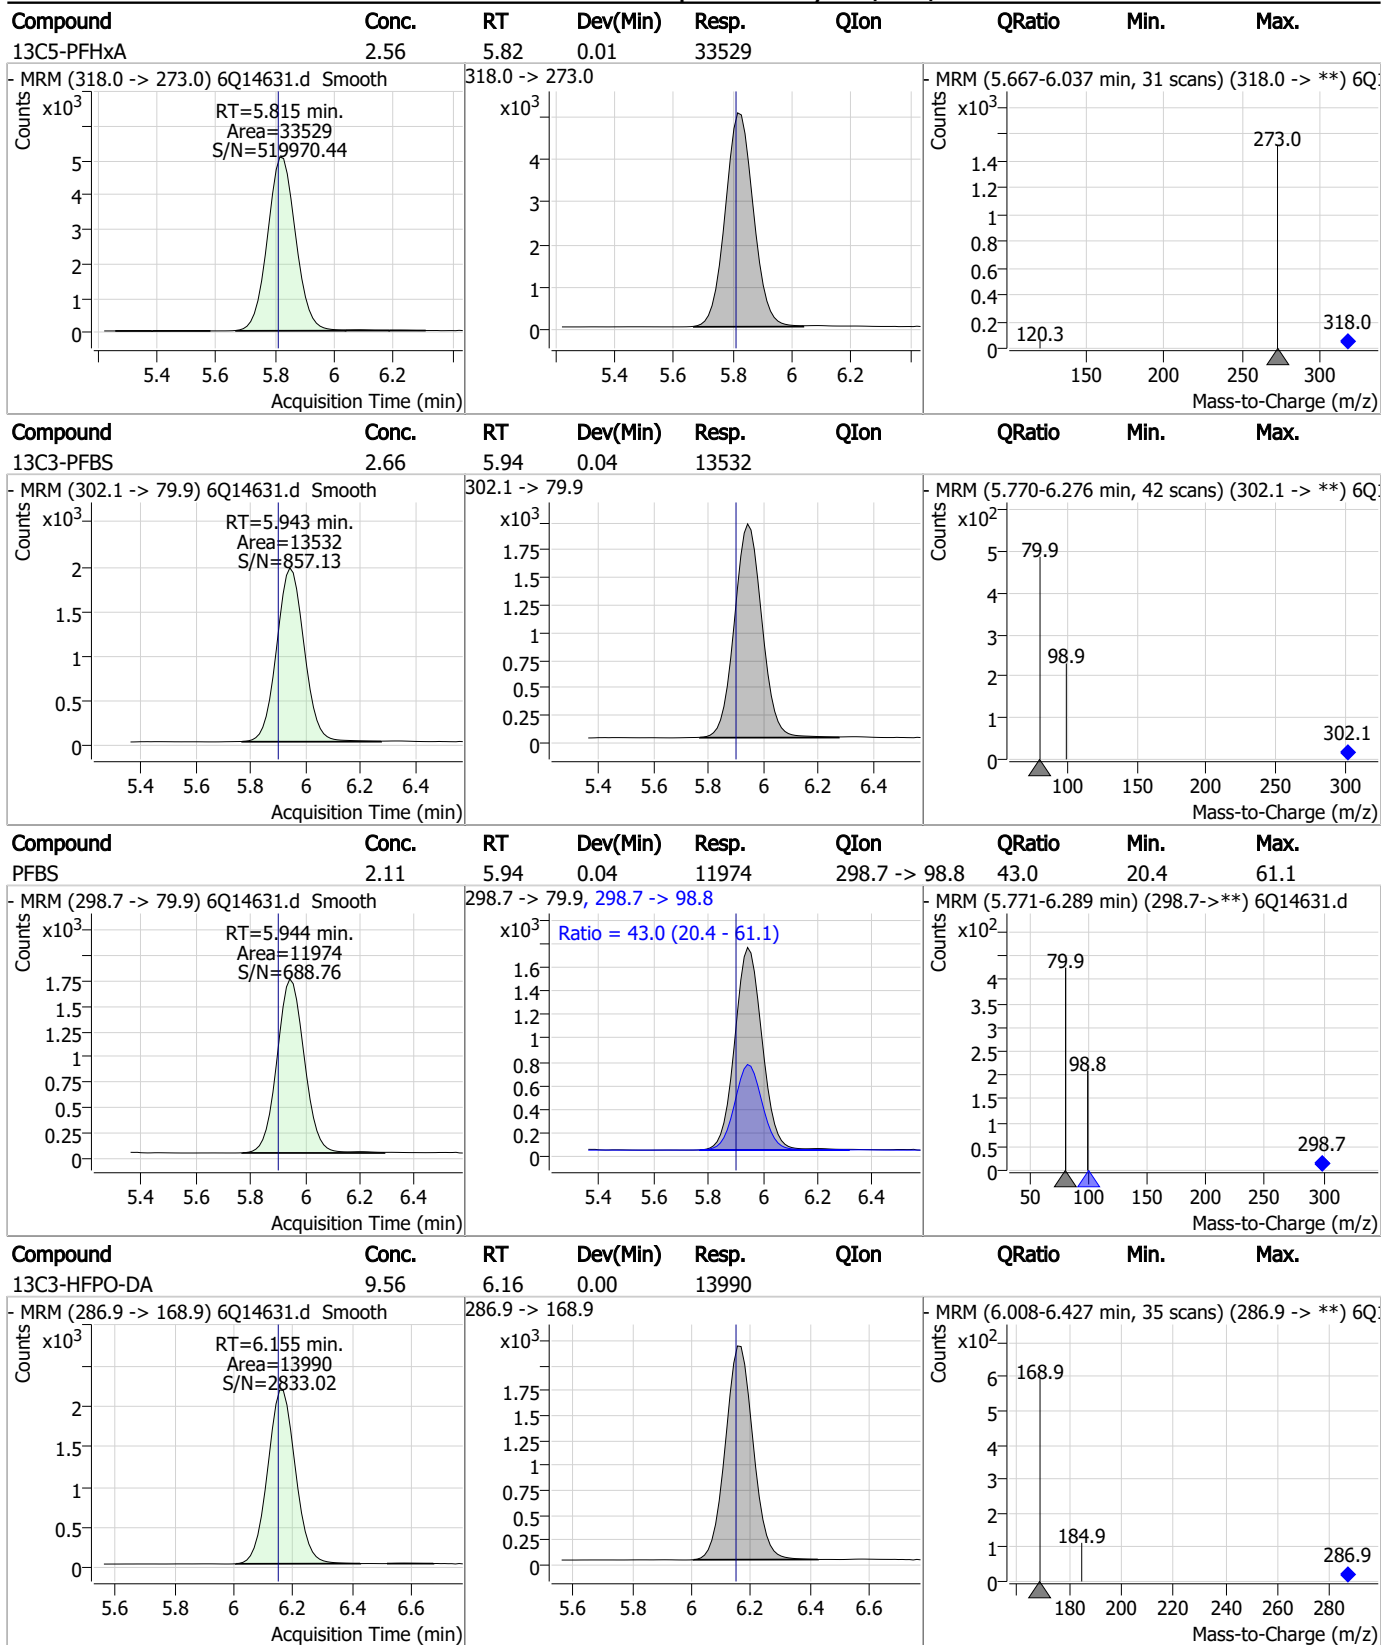 Compound Conc. RT Dev(Min) Resp. QIon QRatio Min. Max.
13C5-PFHxA 2.56 5.82 0.01 33529
- MRM (318.0 -> 273.0) 6Q14631.d Smooth
Counts
x10³
RT=5.815 min.
Area=33529
S/N=519970.44
5
4
3
2
1
0
5.4 5.6 5.8 6 6.2
Acquisition Time (min)
318.0 -> 273.0
x10³
4
3
2
1
0
5.4 5.6 5.8 6 6.2
- MRM (5.667-6.037 min, 31 scans) (318.0 -> **) 6Q
Counts
x10³
273.0
1.4
1.2
1
0.8
0.6
0.4
0.2
0
120.3
318.0
150 200 250 300
Mass-to-Charge (m/z)
Compound Conc. RT Dev(Min) Resp. QIon QRatio Min. Max.
13C3-PFBS 2.66 5.94 0.04 13532
- MRM (302.1 -> 79.9) 6Q14631.d Smooth
Counts
x10³
RT=5.943 min.
Area=13532
S/N=857.13
2
1.5
1
0.5
0
5.4 5.6 5.8 6 6.2 6.4
Acquisition Time (min)
302.1 -> 79.9
x10³
1.75
1.5
1.25
1
0.75
0.5
0.25
0
5.4 5.6 5.8 6 6.2 6.4
- MRM (5.770-6.276 min, 42 scans) (302.1 -> **) 6Q
Counts
x10²
5
4
3
2
1
0
79.9
98.9
302.1
100 150 200 250 300
Mass-to-Charge (m/z)
Compound Conc. RT Dev(Min) Resp. QIon QRatio Min. Max.
PFBS 2.11 5.94 0.04 11974 298.7 -> 98.8 43.0 20.4 61.1
- MRM (298.7 -> 79.9) 6Q14631.d Smooth
Counts
x10³
RT=5.944 min.
Area=11974
S/N=688.76
1.75
1.5
1.25
1
0.75
0.5
0.25
0
5.4 5.6 5.8 6 6.2 6.4
Acquisition Time (min)
298.7 -> 79.9, 298.7 -> 98.8
x10³
Ratio = 43.0 (20.4 - 61.1)
1.6
1.4
1.2
1
0.8
0.6
0.4
0.2
0
5.4 5.6 5.8 6 6.2 6.4
- MRM (5.771-6.289 min) (298.7->**) 6Q14631.d
Counts
x10²
79.9
4
3.5
3
2.5
2
1.5
1
0.5
0
98.8
298.7
50 100 150 200 250 300
Mass-to-Charge (m/z)
Compound Conc. RT Dev(Min) Resp. QIon QRatio Min. Max.
13C3-HFPO-DA 9.56 6.16 0.00 13990
- MRM (286.9 -> 168.9) 6Q14631.d Smooth
Counts
x10³
RT=6.155 min.
Area=13990
S/N=2833.02
2
1.5
1
0.5
0
5.6 5.8 6 6.2 6.4 6.6
Acquisition Time (min)
286.9 -> 168.9
x10³
1.75
1.5
1.25
1
0.75
0.5
0.25
0
5.6 5.8 6 6.2 6.4 6.6
- MRM (6.008-6.427 min, 35 scans) (286.9 -> **) 6Q
Counts
x10²
168.9
6
5
4
3
2
1
0
184.9
286.9
180 200 220 240 260 280
Mass-to-Charge (m/z)